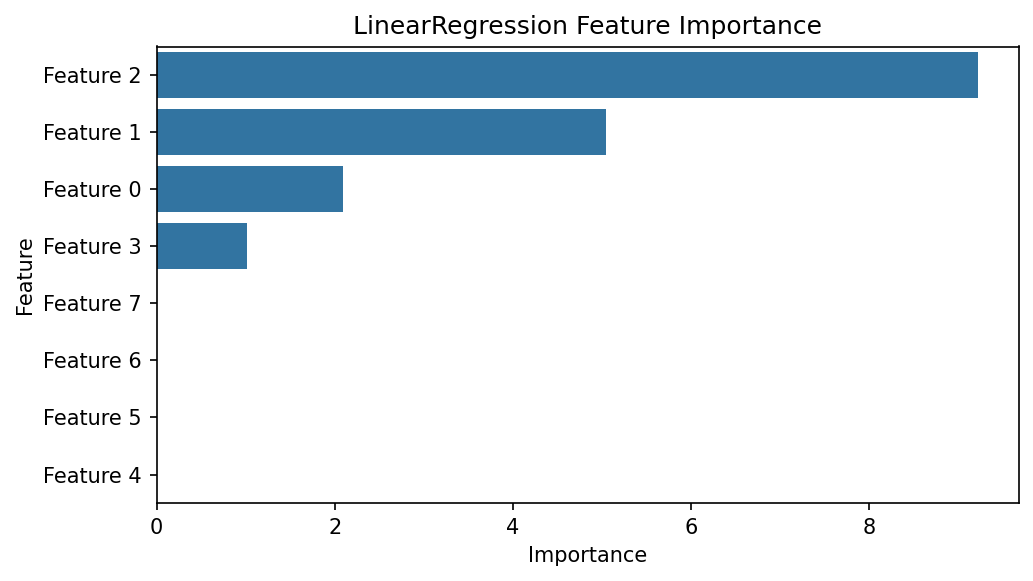 LinearRegression Feature Importance
Feature 2
Feature 1
Feature 0
Feature 3
Feature 7
Feature 6
Feature 5
Feature 4
Feature
0 2 4 6 8
Importance